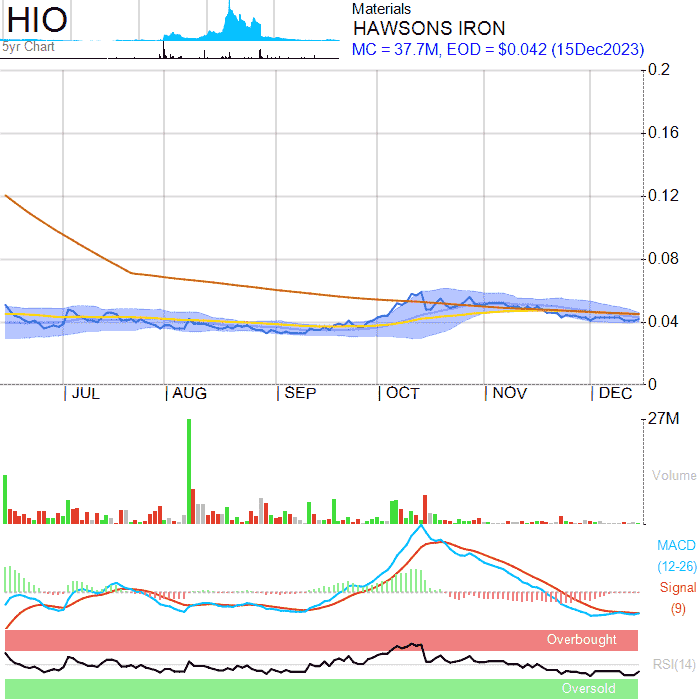 HIO
5yr Chart
Materials
HAWSONS IRON
MC = 37.7M, EOD = $0.042 (15Dec2023)
0.2
0.16
0.12
0.08
0.04
0
JUL AUG SEP OCT NOV DEC
27M
Volume
MACD
(12-26)
Signal
(9)
Overbought
RSI(14)
Oversold